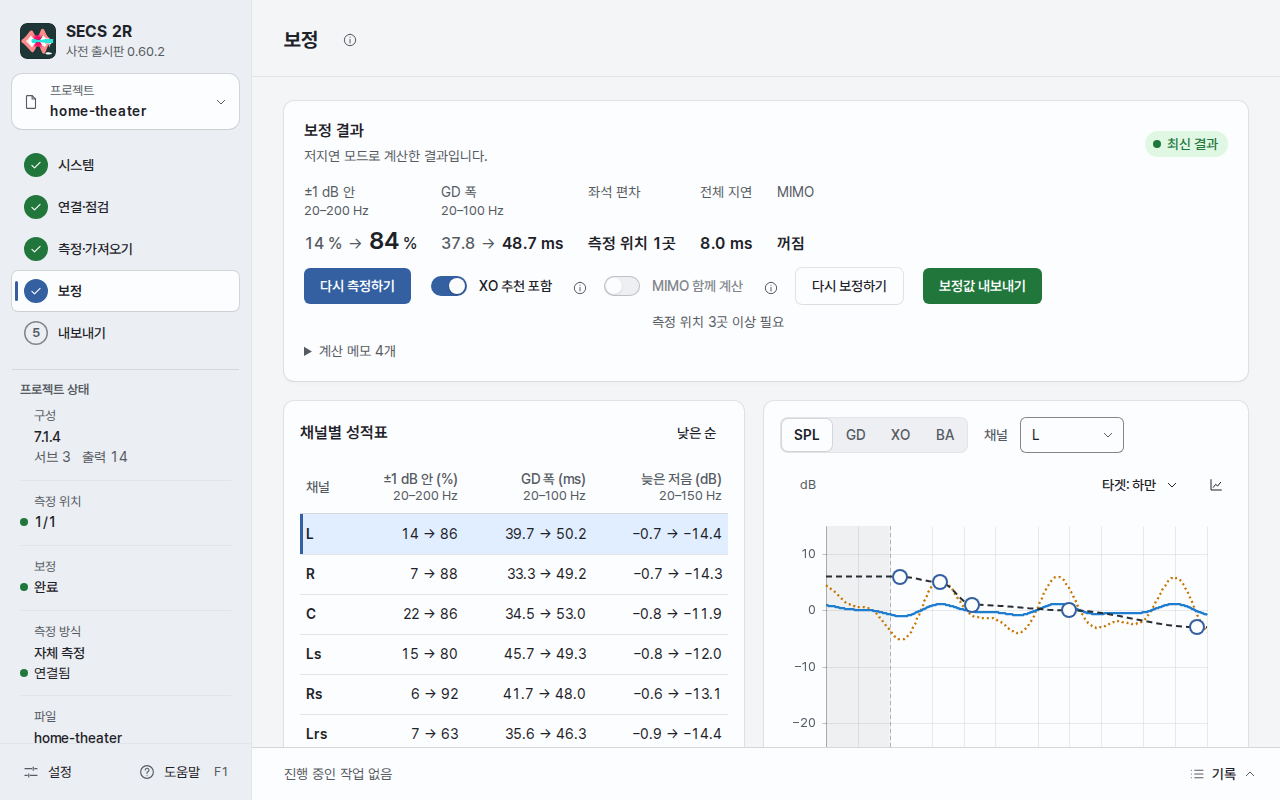 SECS 2R
사전 출시판 0.60.2
프로젝트
home-theater
시스템
연결·점검
측정·가져오기
보정
5 내보내기
프로젝트 상태
구성
7.1.4
서브 3 출력 14
측정 위치
1/1
보정
완료
측정 방식
자체 측정
연결됨
파일
home-theater
설정 도움말 F1
보정
보정 결과
저지연 모드로 계산한 결과입니다.
최신 결과
±1 dB 안 GD 폭 좌석 편차 전체 지연 MIMO
20–200 Hz 20–100 Hz
14 % → 84 % 37.8 → 48.7 ms 측정 위치 1곳 8.0 ms 꺼짐
다시 측정하기 XO 추천 포함 MIMO 함께 계산 다시 보정하기 보정값 내보내기
측정 위치 3곳 이상 필요
▶ 계산 메모 4개
채널별 성적표 낮은 순
채널 ±1 dB 안 (%) GD 폭 (ms) 늦은 저음 (dB)
20–200 Hz 20–100 Hz 20–150 Hz
L 14 → 86 39.7 → 50.2 −0.7 → −14.4
R 7 → 88 33.3 → 49.2 −0.7 → −14.3
C 22 → 86 34.5 → 53.0 −0.8 → −11.9
Ls 15 → 80 45.7 → 49.3 −0.8 → −12.0
Rs 6 → 92 41.7 → 48.0 −0.6 → −13.1
Lrs 7 → 63 35.6 → 46.3 −0.9 → −14.4
SPL GD XO BA 채널 L
dB 타겟: 하만
10
0
−10
−20
진행 중인 작업 없음 기록